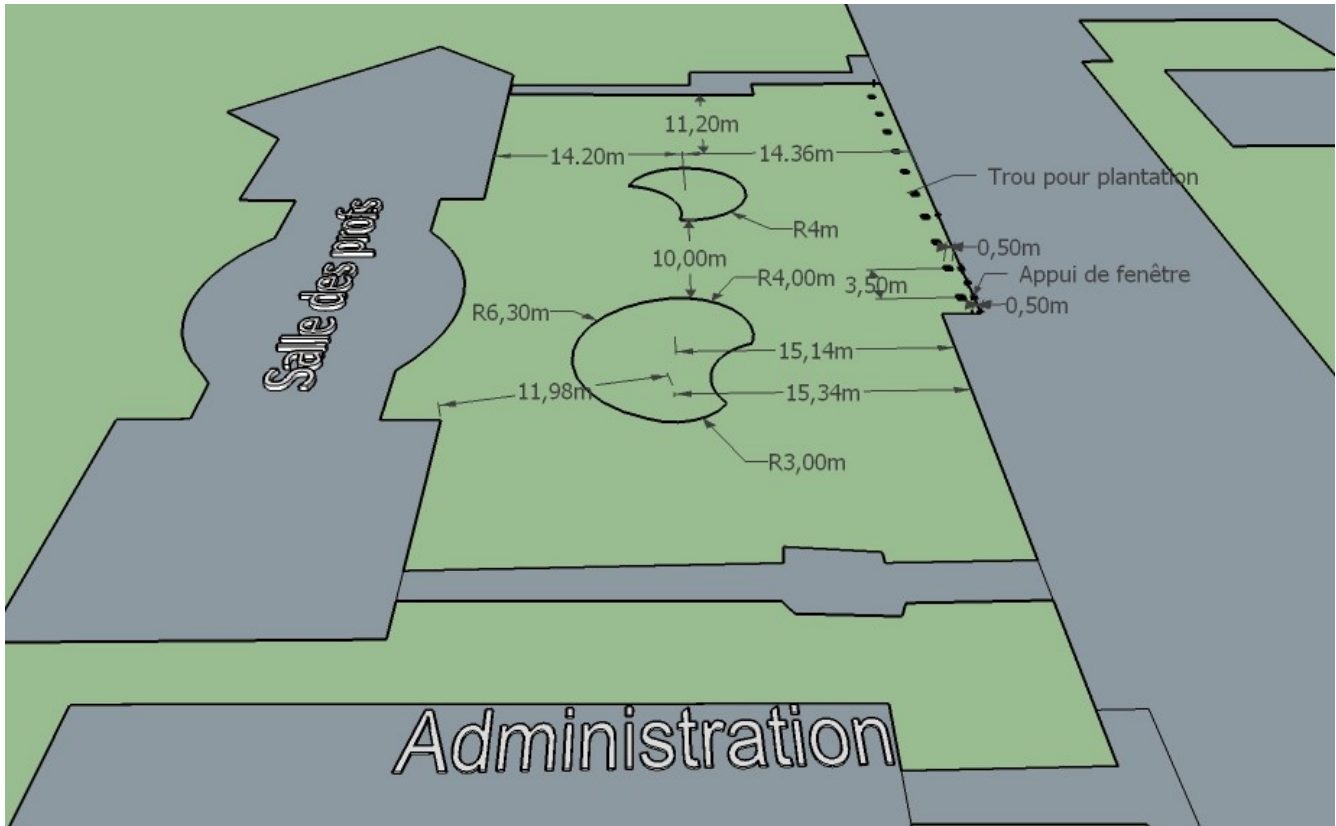 11,20m
14.20m
14.36m
Trou pour plantation
R4m
0,50m
10,00m
R4,00m
3,50m
Appui de fenêtre
0,50m
R6,30m
15,14m
11,98m
15,34m
R3,00m
Salle des profs
Administration